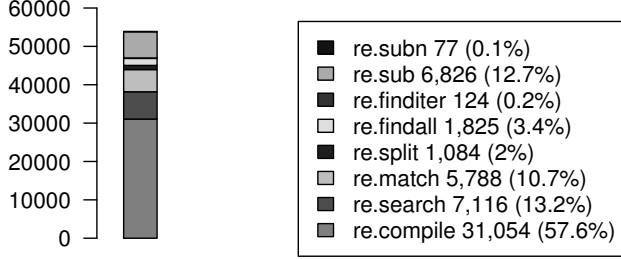 60000
50000
40000
30000
20000
10000
0
re.subn 77 (0.1%)
re.sub 6,826 (12.7%)
re.finditer 124 (0.2%)
re.findall 1,825 (3.4%)
re.split 1,084 (2%)
re.match 5,788 (10.7%)
re.search 7,116 (13.2%)
re.compile 31,054 (57.6%)